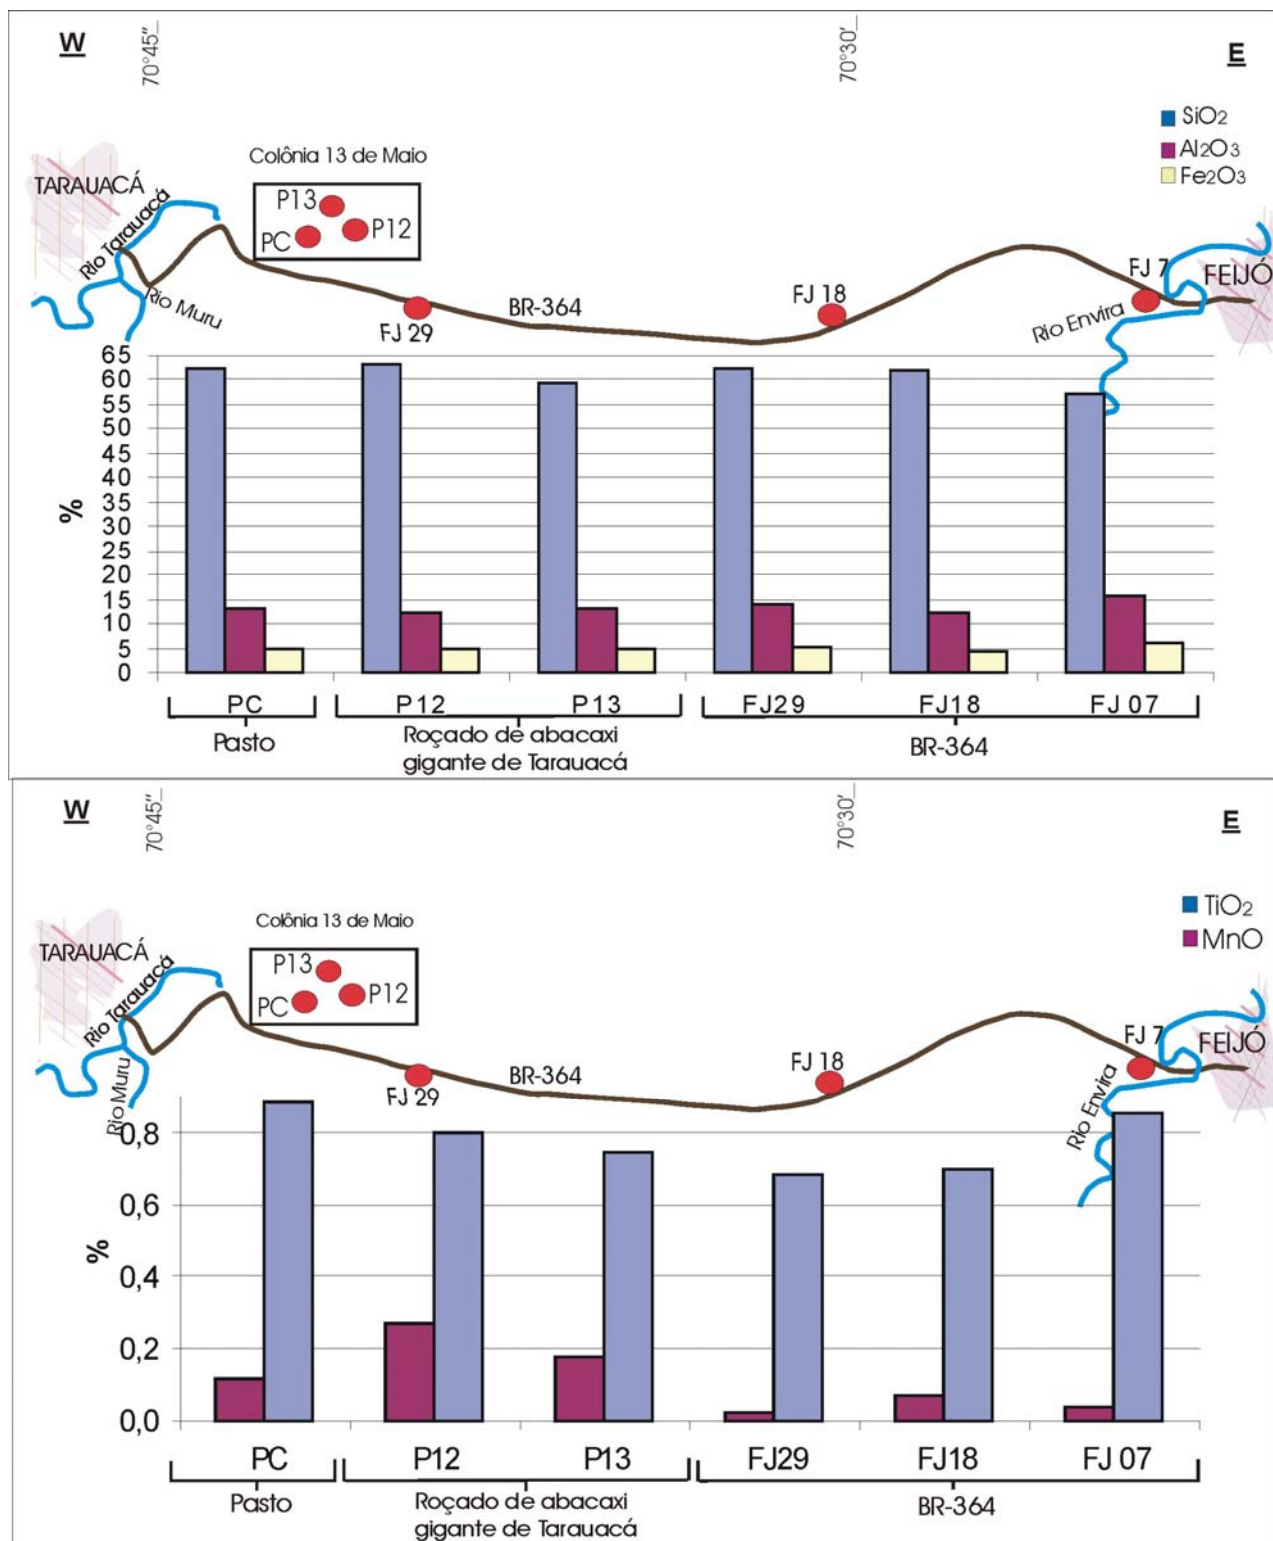 W
70°45"
70°30'
E
SiO2
Al2O3
Fe2O3
Colônia 13 de Maio
TARAUACÁ
P13
P12
PC
Rio Tarauacá
Rio Muru
FJ 29
BR-364
FJ 18
FJ 7
FEIJÓ
Rio Envira
65
60
55
50
45
40
35
30
25
20
15
10
5
0
%
PC
P12
P13
FJ29
FJ18
FJ 07
Pasto
Roçado de abacaxi
gigante de Tarauacá
BR-364
W
70°45"
70°30'
E
TiO2
MnO
Colônia 13 de Maio
TARAUACÁ
P13
P12
PC
Rio Tarauacá
Rio Muru
FJ 29
BR-364
FJ 18
FJ 7
FEIJÓ
Rio Envira
0,8
0,6
0,4
0,2
0,0
%
PC
P12
P13
FJ29
FJ18
FJ 07
Pasto
Roçado de abacaxi
gigante de Tarauacá
BR-364